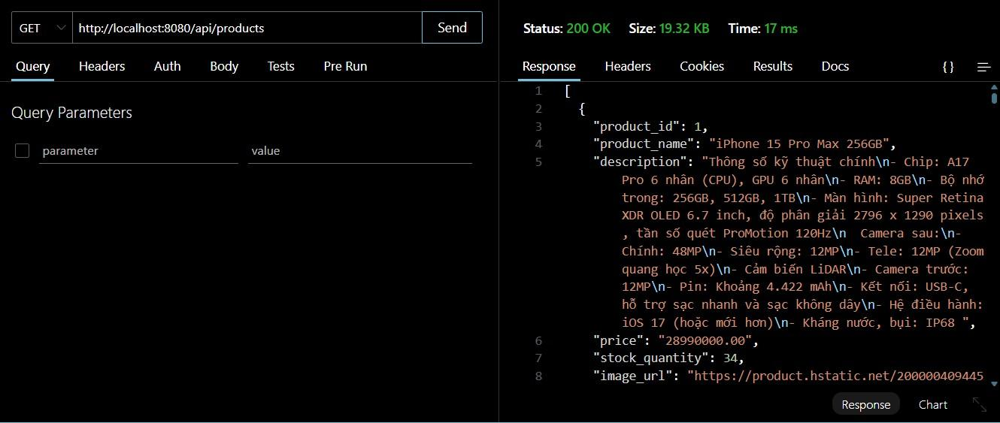 GET
http://localhost:8080/api/products
Send
Query
Headers
Auth
Body
Tests
Pre Run
Query Parameters
parameter
value
Status: 200 OK
Size: 19.32 KB
Time: 17 ms
Response
Headers
Cookies
Results
Docs
{}
1 [
2 {
3 "product_id": 1,
4 "product_name": "iPhone 15 Pro Max 256GB",
5 "description": "Thông số kỹ thuật chính\n- Chip: A17
Pro 6 nhân (CPU), GPU 6 nhân\n- RAM: 8GB\n- Bộ nhớ
trong: 256GB, 512GB, 1TB\n- Màn hình: Super Retina
XDR OLED 6.7 inch, độ phân giải 2796 x 1290 pixels
, tần số quét ProMotion 120Hz\n  Camera sau:\n-
Chính: 48MP\n- Siêu rộng: 12MP\n- Tele: 12MP (Zoom
quang học 5x)\n- Cảm biến LiDAR\n- Camera trước:
12MP\n- Pin: Khoảng 4.422 mAh\n- Kết nối: USB-C,
hỗ trợ sạc nhanh và sạc không dây\n- Hệ điều hành:
iOS 17 (hoặc mới hơn)\n- Kháng nước, bụi: IP68 ",
6 "price": "28990000.00",
7 "stock_quantity": 34,
8 "image_url": "https://product.hstatic.net/200000409445
Response
Chart